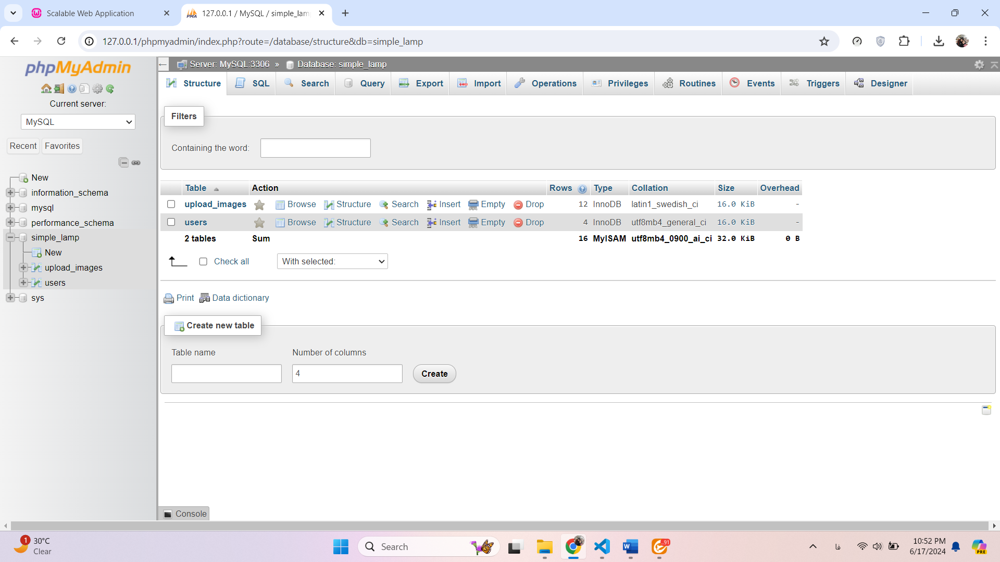 Scalable Web Application
127.0.0.1 / MySQL / simple_lam
127.0.0.1/phpmyadmin/index.php?route=/database/structure&db=simple_lamp
phpMyAdmin
Current server:
MySQL
Recent Favorites
New
information_schema
mysql
performance_schema
simple_lamp
New
upload_images
users
sys
Server: MySQL:3306 » Database: simple_lamp
Structure SQL Search Query Export Import Operations Privileges Routines Events Triggers Designer
Filters
Containing the word:
Table Action Rows Type Collation Size Overhead
upload_images Browse Structure Search Insert Empty Drop 12 InnoDB latin1_swedish_ci 16.0 KiB -
users Browse Structure Search Insert Empty Drop 4 InnoDB utf8mb4_general_ci 16.0 KiB -
2 tables Sum 16 MyISAM utf8mb4_0900_ai_ci 32.0 KiB 0 B
Check all With selected:
Print Data dictionary
Create new table
Table name Number of columns
4 Create
Console
1 30°C
Clear
Search
91
فا
10:52 PM
6/17/2024
PRE